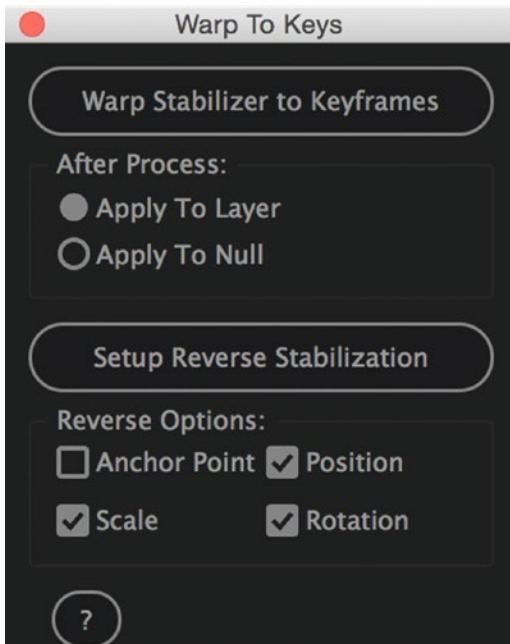 Warp To Keys
Warp Stabilizer to Keyframes
After Process:
Apply To Layer
Apply To Null
Setup Reverse Stabilization
Reverse Options:
Anchor Point Position
Scale Rotation
?